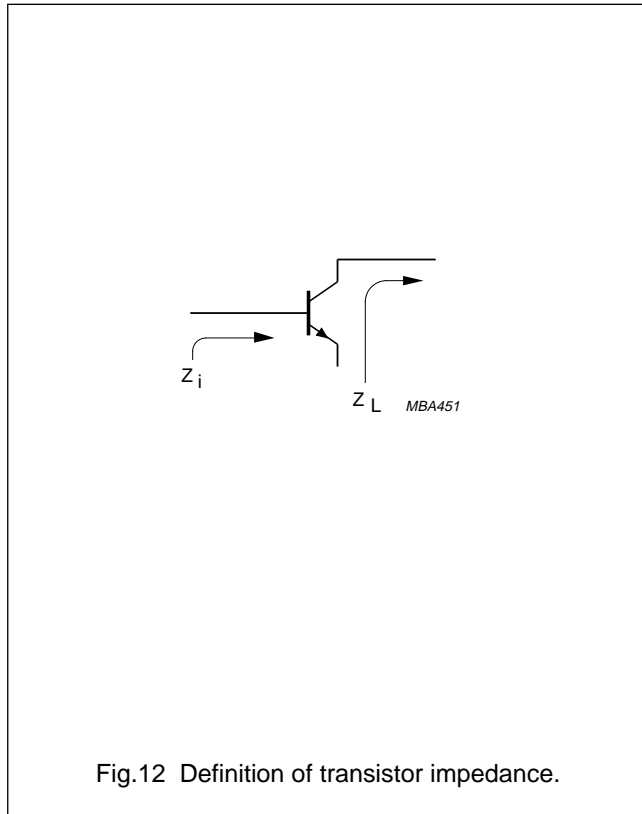 Z i
Z L MBA451
Fig.12 Definition of transistor impedance.